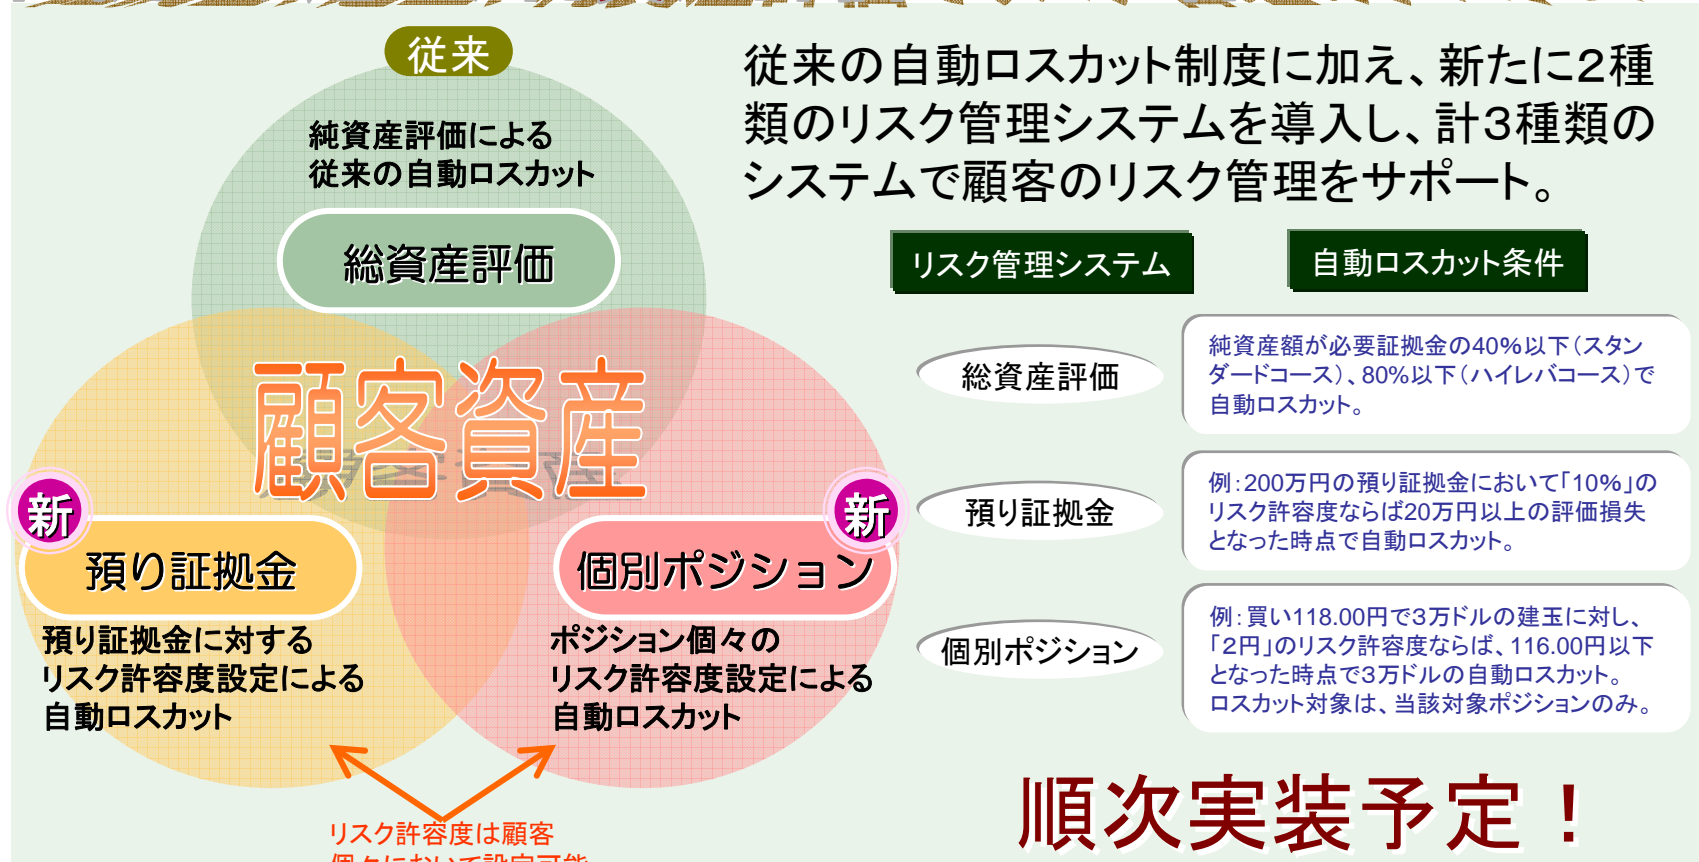 従来
純資産評価による
従来の自動ロスカット
総資産評価
顧客資産
新
預り証拠金
預り証拠金に対する
リスク許容度設定による
自動ロスカット
新
個別ポジション
ポジション個々の
リスク許容度設定による
自動ロスカット
リスク許容度は顧客
個々において設定可能
従来の自動ロスカット制度に加え、新たに２種
類のリスク管理システムを導入し、計３種類の
システムで顧客のリスク管理をサポート。
リスク管理システム
自動ロスカット条件
総資産評価
純資産額が必要証拠金の40%以下（スタン
ダードコース）、80%以下（ハイレバコース）で
自動ロスカット。
預り証拠金
例：200万円の預り証拠金において「10%」の
リスク許容度ならば20万円以上の評価損失
となった時点で自動ロスカット。
個別ポジション
例：買い118.00円で3万ドルの建玉に対し、
「２円」のリスク許容度ならば、116.00円以下
となった時点で３万ドルの自動ロスカット。
ロスカット対象は、当該対象ポジションのみ。
順次実装予定！